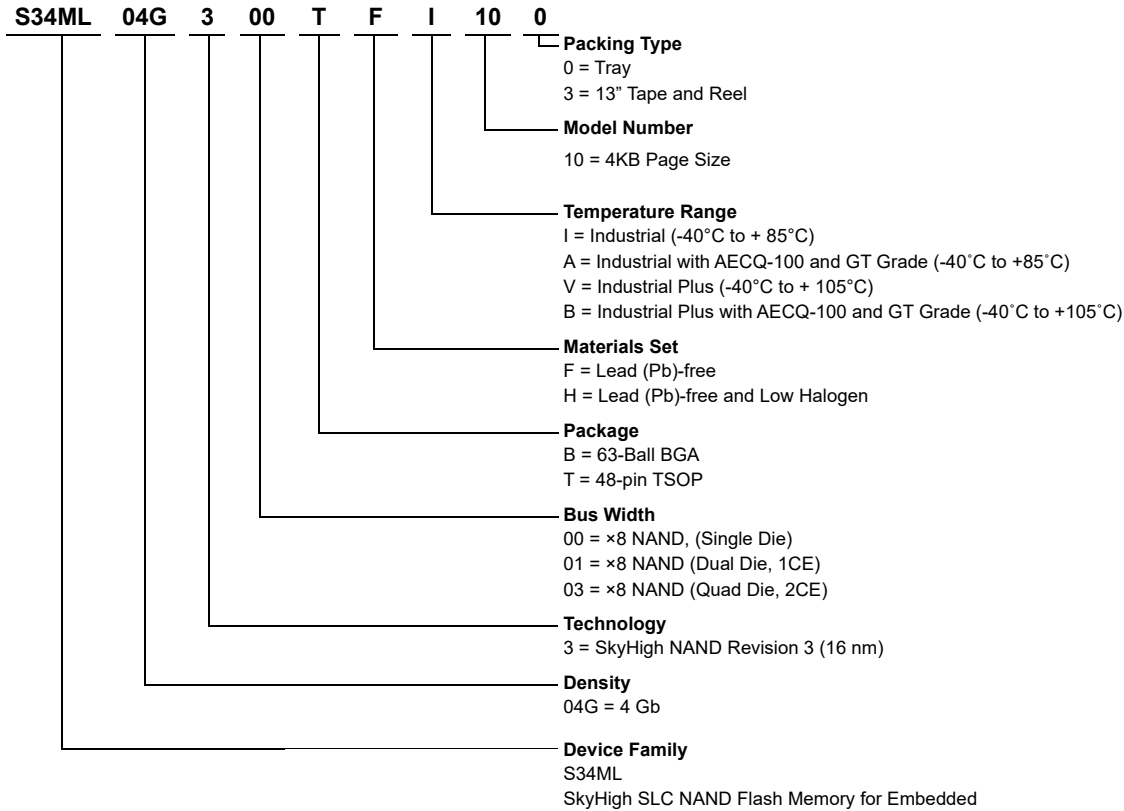 S34ML 04G 3 00 T F I 10 0
Packing Type
0 = Tray
3 = 13” Tape and Reel
Model Number
10 = 4KB Page Size
Temperature Range
I = Industrial (-40°C to + 85°C)
A = Industrial with AECQ-100 and GT Grade (-40˚C to +85˚C)
V = Industrial Plus (-40°C to + 105°C)
B = Industrial Plus with AECQ-100 and GT Grade (-40˚C to +105˚C)
Materials Set
F = Lead (Pb)-free
H = Lead (Pb)-free and Low Halogen
Package
B = 63-Ball BGA
T = 48-pin TSOP
Bus Width
00 = ×8 NAND, (Single Die)
01 = ×8 NAND (Dual Die, 1CE)
03 = ×8 NAND (Quad Die, 2CE)
Technology
3 = SkyHigh NAND Revision 3 (16 nm)
Density
04G = 4 Gb
Device Family
S34ML
SkyHigh SLC NAND Flash Memory for Embedded